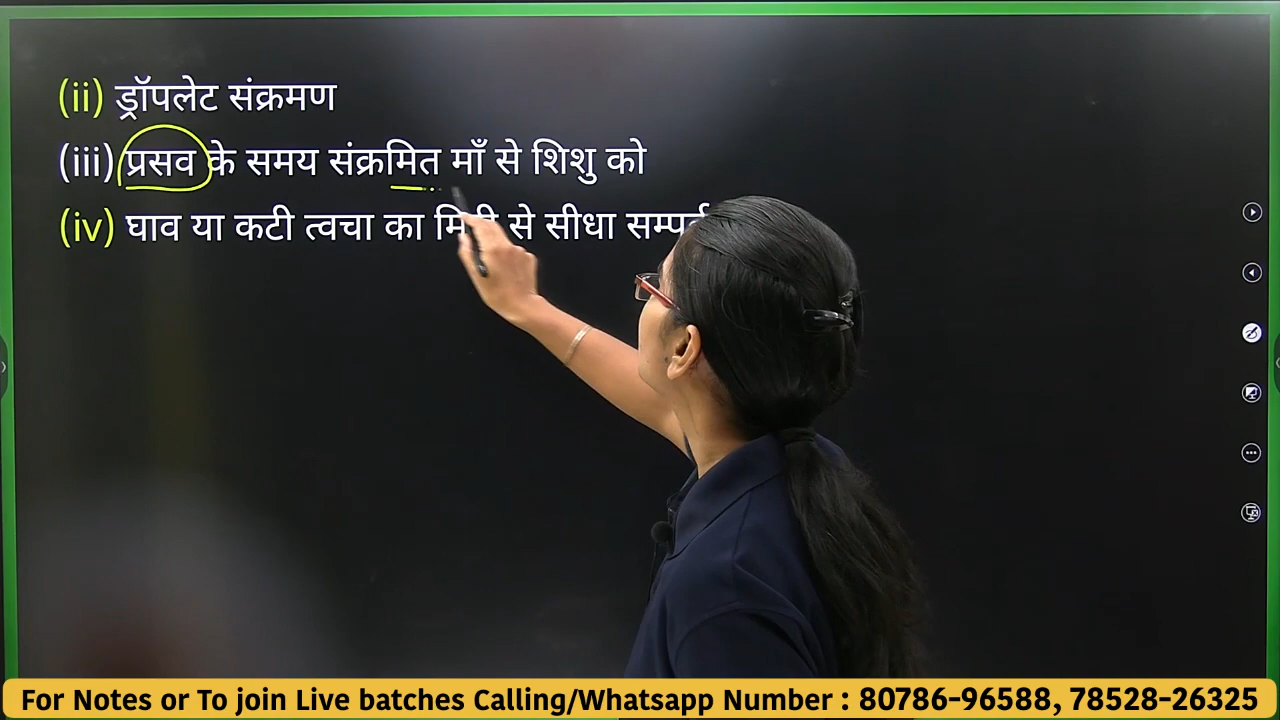 (ii) ड्रॉपलेट संक्रमण
(iii) प्रसव के समय संक्रमित माँ से शिशु को
(iv) घाव या कटी त्वचा का से सीधा
For Notes or To join Live batches Calling/Whatsapp Number : 80786-96588, 78528-26325